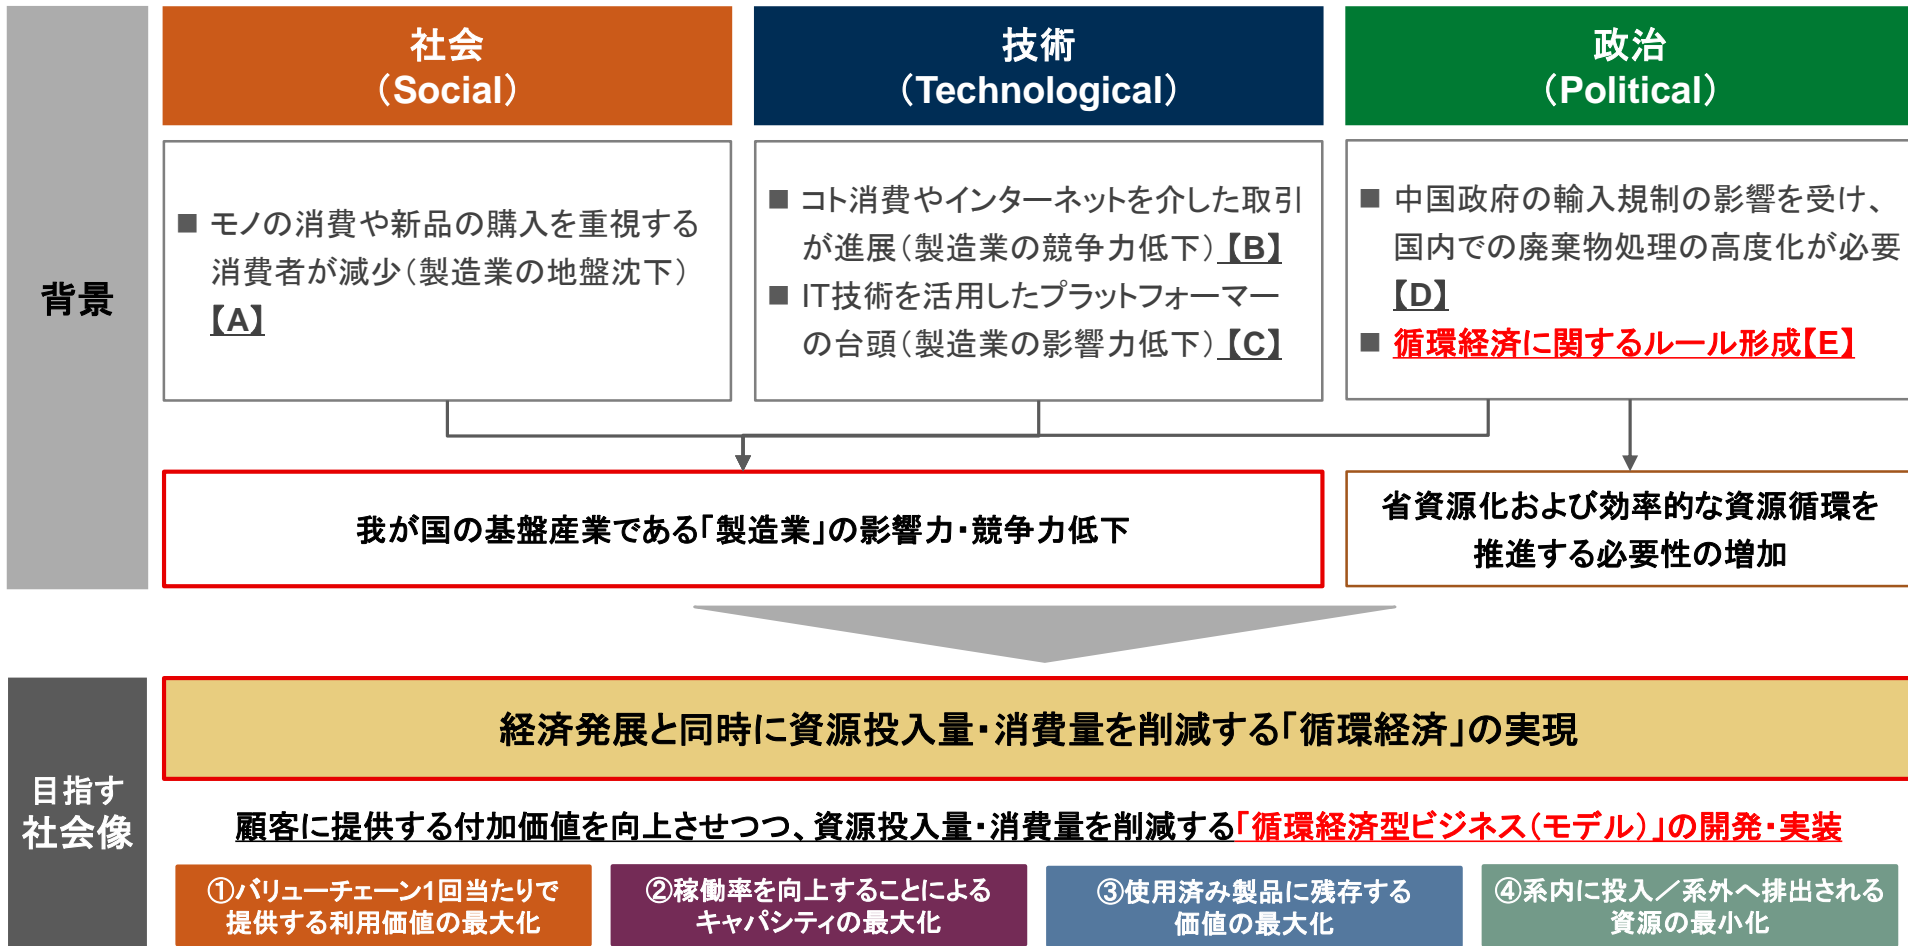 社会
(Social)
技術
(Technological)
政治
(Political)
背景
■ モノの消費や新品の購入を重視する
消費者が減少(製造業の地盤沈下)
【A】
■ コト消費やインターネットを介した取引
が進展(製造業の競争力低下)【B】
■ IT技術を活用したプラットフォーマー
の台頭(製造業の影響力低下)【C】
■ 中国政府の輸入規制の影響を受け、
国内での廃棄物処理の高度化が必要
【D】
■ 循環経済に関するルール形成【E】
我が国の基盤産業である「製造業」の影響力・競争力低下
省資源化および効率的な資源循環を
推進する必要性の増加
目指す
社会像
経済発展と同時に資源投入量・消費量を削減する「循環経済」の実現
顧客に提供する付加価値を向上させつつ、資源投入量・消費量を削減する「循環経済型ビジネス(モデル)」の開発・実装
①バリューチェーン1回当たりで
提供する利用価値の最大化
②稼働率を向上することによる
キャパシティの最大化
③使用済み製品に残存する
価値の最大化
④系内に投入/系外へ排出される
資源の最小化